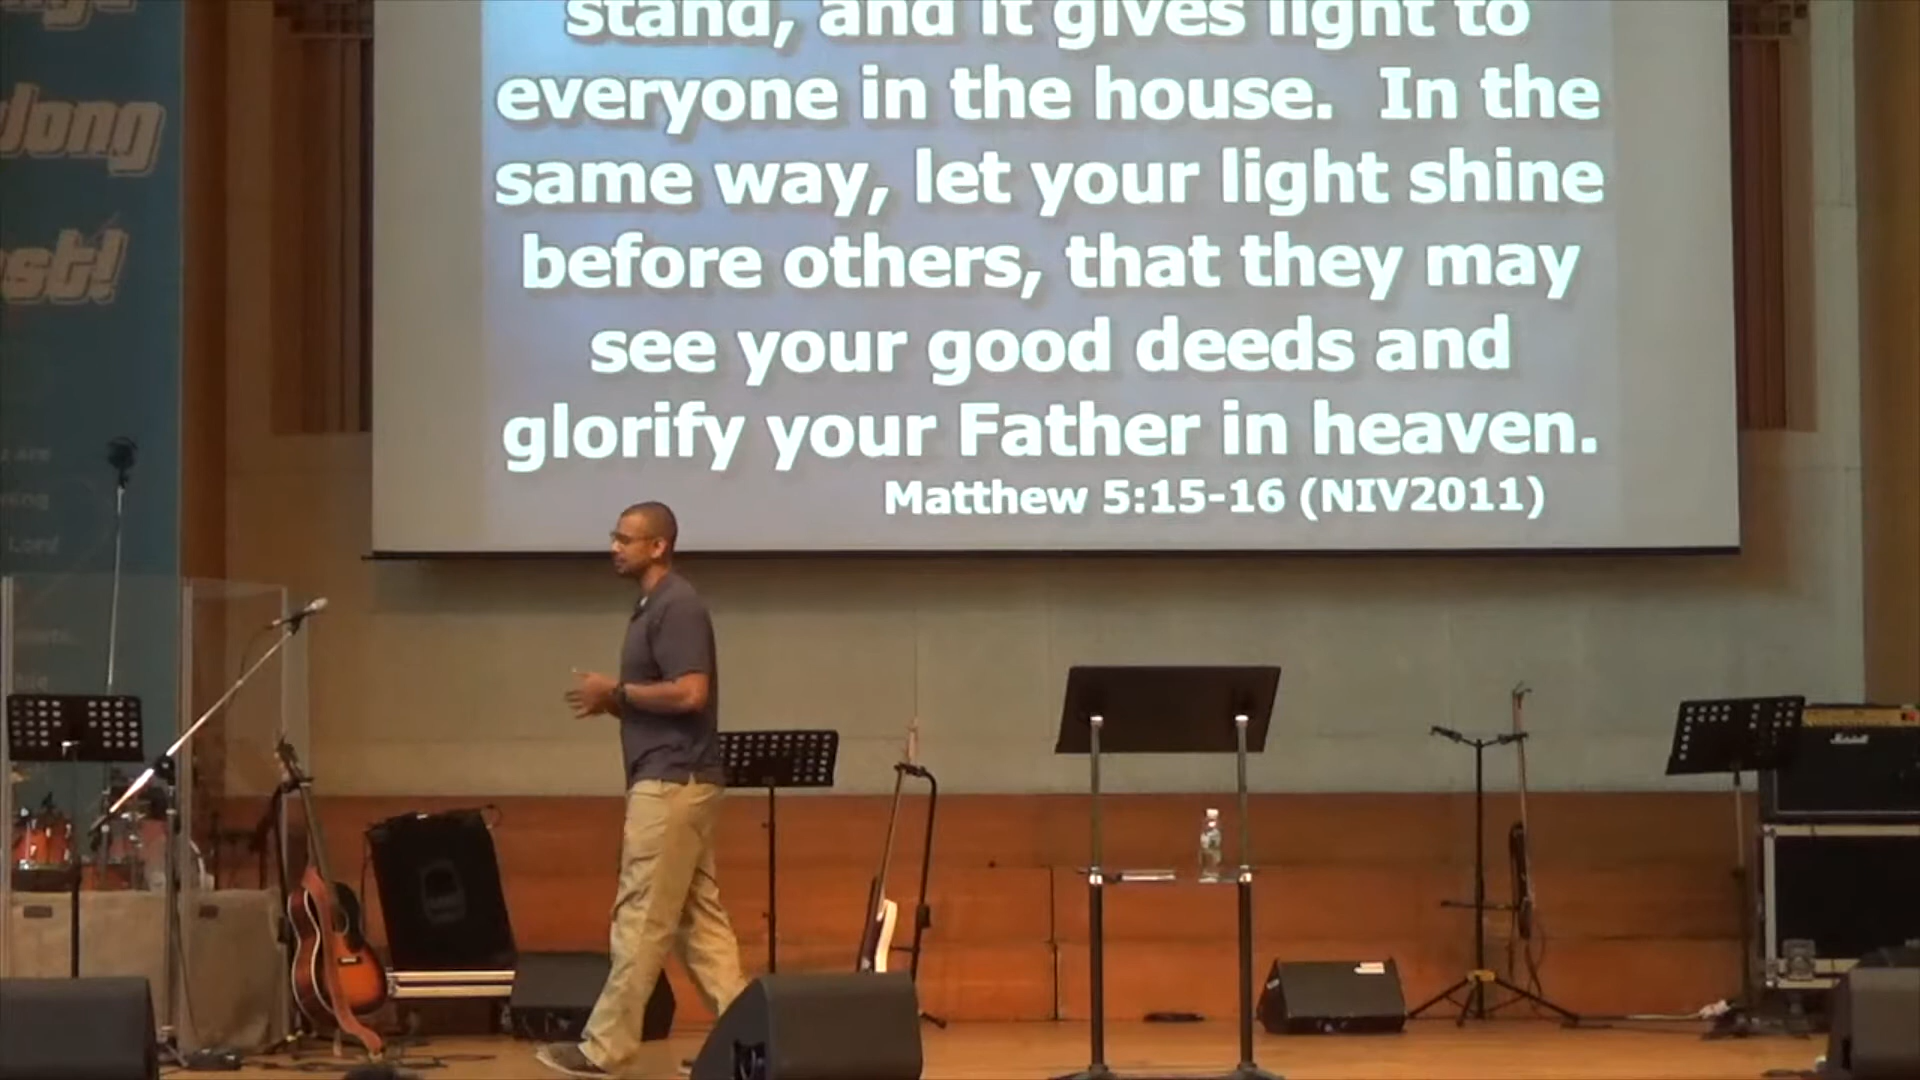 stand, and it gives light to
everyone in the house. In the
same way, let your light shine
before others, that they may
see your good deeds and
glorify your Father in heaven.
Matthew 5:15-16 (NIV2011)
Marshall
Lord